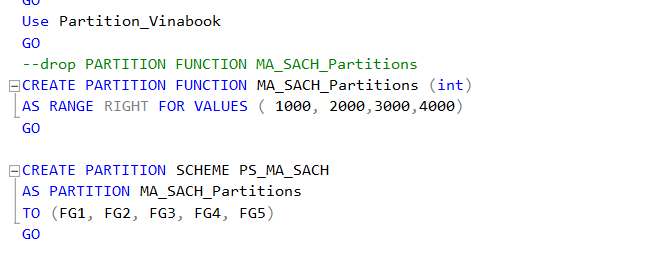 GO
Use Partition_Vinabook
GO
--drop PARTITION FUNCTION MA_SACH_Partitions
CREATE PARTITION FUNCTION MA_SACH_Partitions (int)
AS RANGE RIGHT FOR VALUES ( 1000, 2000,3000,4000)
GO
CREATE PARTITION SCHEME PS_MA_SACH
AS PARTITION MA_SACH_Partitions
TO (FG1, FG2, FG3, FG4, FG5)
GO